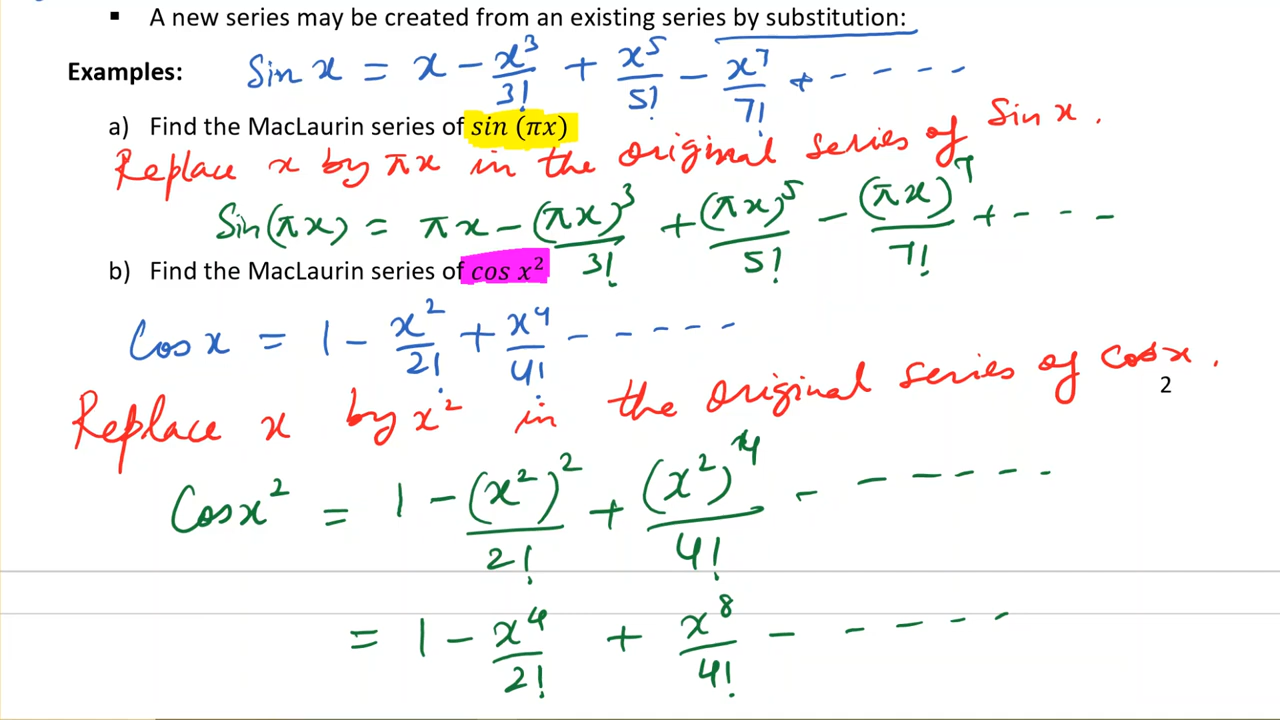 ▪ A new series may be created from an existing series by substitution:
Examples: Sin x = x - x³/3! + x⁵/5! - x⁷/7! + - - - - -
a) Find the MacLaurin series of sin (πx)
Replace x by πx in the original series of Sin x.
Sin(πx) = πx - (πx)³/3! + (πx)⁵/5! - (πx)⁷/7! + - - - -
b) Find the MacLaurin series of cos x²
Cos x = 1 - x²/2! + x⁴/4! - - - - - -
Replace x by x² in the original series of Cos x.
2
Cos x² = 1 - (x²)²/2! + (x²)⁴/4! - - - - - -
= 1 - x⁴/2! + x⁸/4! - - - - -